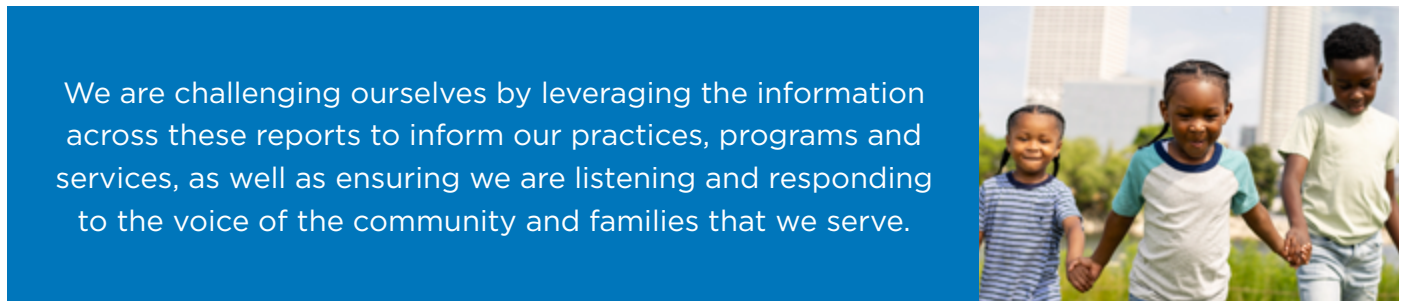 We are challenging ourselves by leveraging the information
across these reports to inform our practices, programs and
services, as well as ensuring we are listening and responding
to the voice of the community and families that we serve.